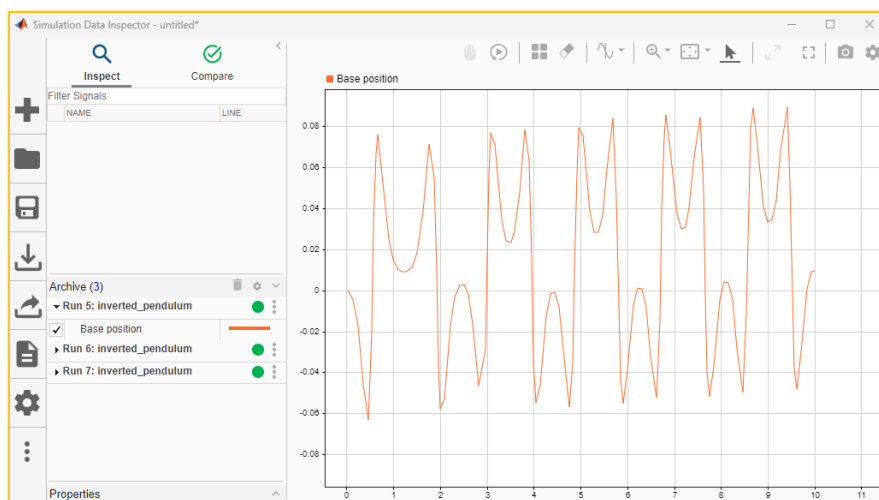 Simulation Data Inspector - untitled*
Inspect
Compare
Filter Signals
NAME
LINE
Archive (3)
Run 5: inverted_pendulum
Base position
Run 6: inverted_pendulum
Run 7: inverted_pendulum
Properties
Base position
0.08
0.06
0.04
0.02
0
-0.02
-0.04
-0.06
-0.08
0 1 2 3 4 5 6 7 8 9 10 11